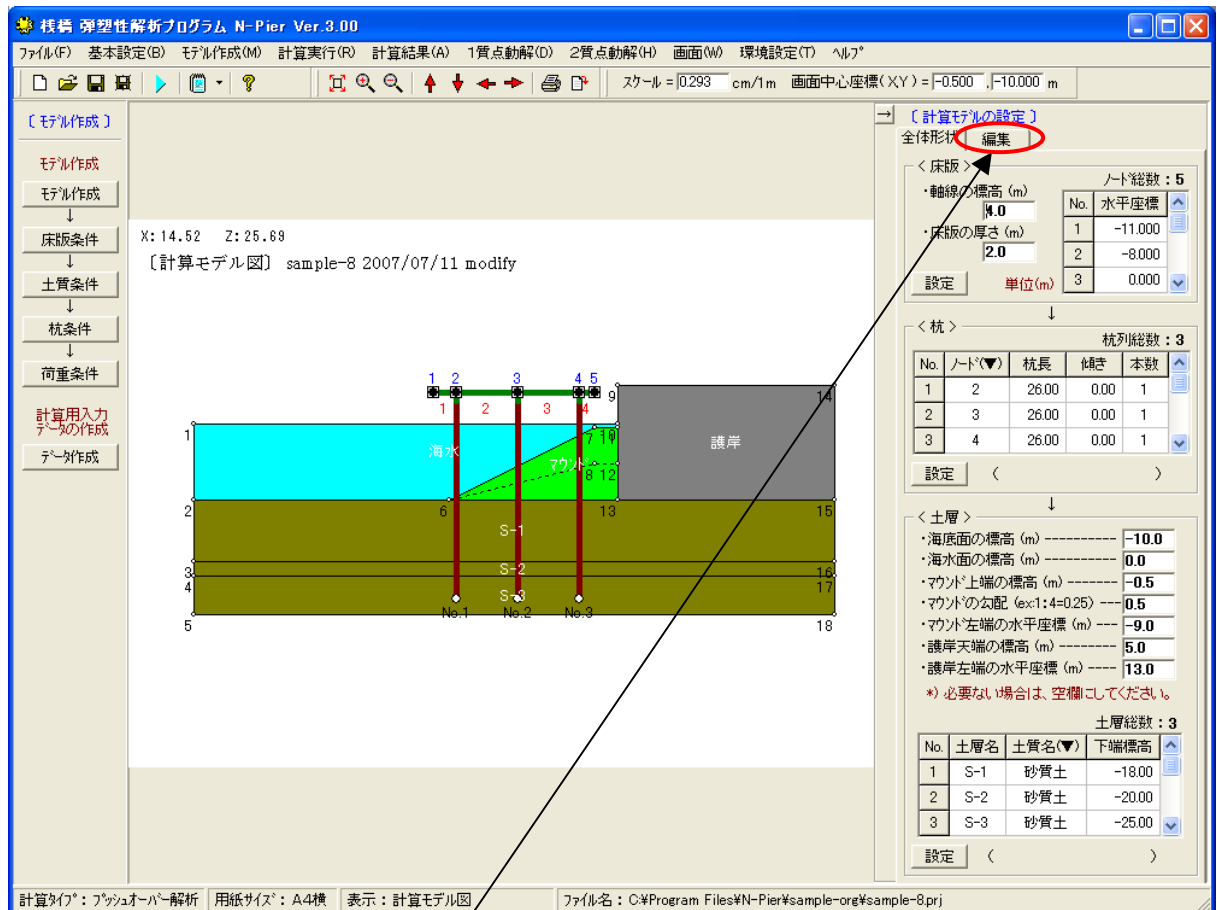 桟橋 弾塑性解析プログラム N-Pier Ver.3.00
ﾌｧｲﾙ(F) 基本設定(B) ﾓﾃﾞﾙ作成(M) 計算実行(R) 計算結果(A) 1質点動解(D) 2質点動解(H) 画面(W) 環境設定(T) ﾍﾙﾌﾟ
ｽｹｰﾙ = 0.293 cm/1m 画面中心座標(X,Y) = -0.500 , -10.000 m
〔ﾓﾃﾞﾙ作成〕
ﾓﾃﾞﾙ作成
ﾓﾃﾞﾙ作成
↓
床版条件
↓
土質条件
↓
杭条件
↓
荷重条件
計算用入力
ﾃﾞｰﾀの作成
ﾃﾞｰﾀ作成
X: 14.52 Z: 25.69
〔計算モデル図〕 sample-8 2007/07/11 modify
1 2 3 4 5
1 2 3 4
9 14
1 7 10 11
海水 マウンド 護岸
8 12
2 6 13 15
S-1
S-2
3 16
4 17
S-3
No.1 No.2 No.3
5 18
→
〔計算ﾓﾃﾞﾙの設定〕
全体形状 編集
< 床版 >
ﾉｰﾄﾞ総数 : 5
・軸線の標高 (m)
4.0
・床版の厚さ (m)
2.0
設定 単位(m)
No. 水平座標
1 -11.000
2 -8.000
3 0.000
↓
< 杭 >
杭列総数 : 3
No. ﾉｰﾄﾞ(▼) 杭長 傾き 本数
1 2 26.00 0.00 1
2 3 26.00 0.00 1
3 4 26.00 0.00 1
設定 ( )
↓
< 土層 >
・海底面の標高 (m) ---------- -10.0
・海水面の標高 (m) ---------- 0.0
・ﾏｳﾝﾄﾞ上端の標高 (m) ------- -0.5
・ﾏｳﾝﾄﾞの勾配 (ex:1:4=0.25) --- 0.5
・ﾏｳﾝﾄﾞ左端の水平座標 (m) --- -9.0
・護岸天端の標高 (m) -------- 5.0
・護岸左端の水平座標 (m) ---- 13.0
*) 必要ない場合は、空欄にしてください。
土層総数 : 3
No. 土層名 土質名(▼) 下端標高
1 S-1 砂質土 -18.00
2 S-2 砂質土 -20.00
3 S-3 砂質土 -25.00
設定 ( )
計算ﾀｲﾌﾟ : ﾌﾟｯｼｭｵｰﾊﾞｰ解析 用紙ｻｲｽﾞ : A4横 表示 : 計算モデル図 ﾌｧｲﾙ名 : C:¥Program Files¥N-Pier¥sample-org¥sample-8.prj